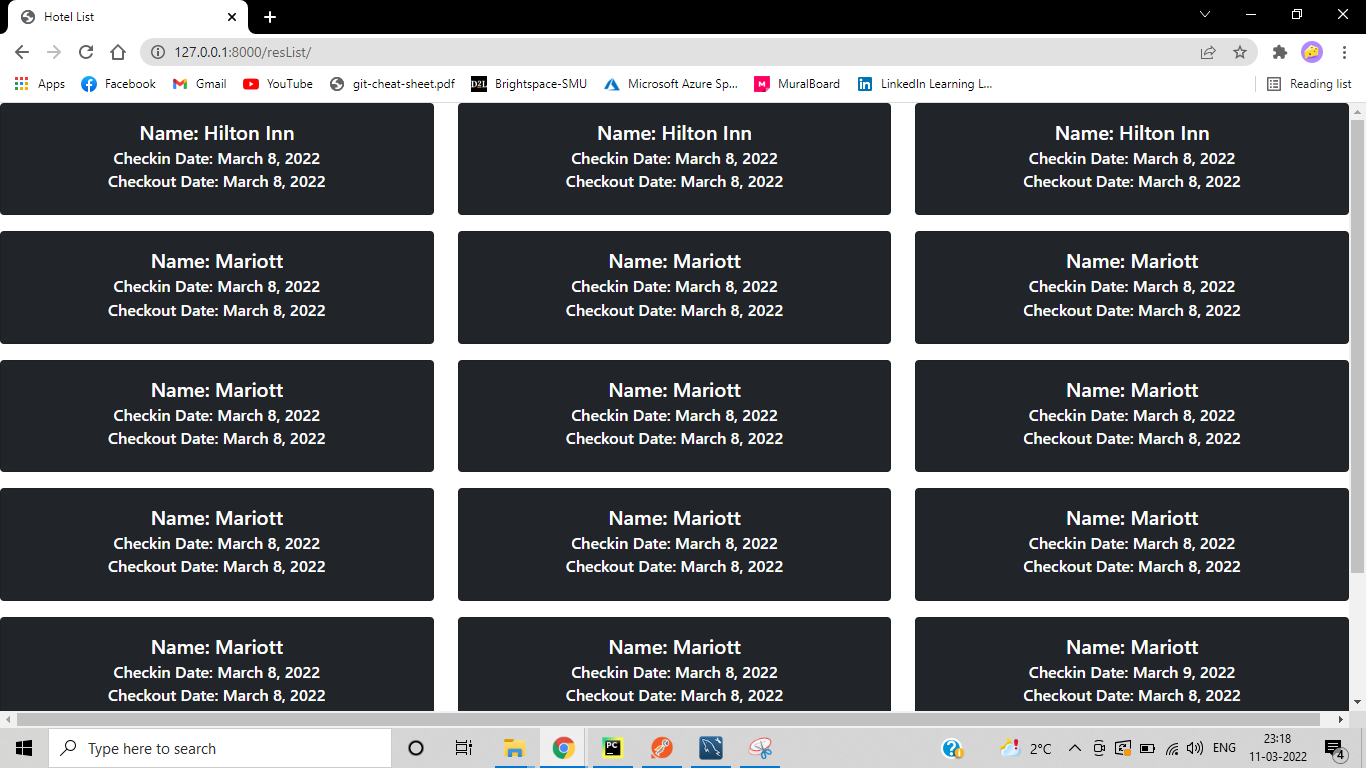 Hotel List
127.0.0.1:8000/resList/
Apps Facebook Gmail YouTube git-cheat-sheet.pdf D2L Brightspace-SMU Microsoft Azure Sp... M MuralBoard in LinkedIn Learning L... Reading list
Name: Hilton Inn Name: Hilton Inn Name: Hilton Inn
Checkin Date: March 8, 2022 Checkin Date: March 8, 2022 Checkin Date: March 8, 2022
Checkout Date: March 8, 2022 Checkout Date: March 8, 2022 Checkout Date: March 8, 2022
Name: Mariott Name: Mariott Name: Mariott
Checkin Date: March 8, 2022 Checkin Date: March 8, 2022 Checkin Date: March 8, 2022
Checkout Date: March 8, 2022 Checkout Date: March 8, 2022 Checkout Date: March 8, 2022
Name: Mariott Name: Mariott Name: Mariott
Checkin Date: March 8, 2022 Checkin Date: March 8, 2022 Checkin Date: March 8, 2022
Checkout Date: March 8, 2022 Checkout Date: March 8, 2022 Checkout Date: March 8, 2022
Name: Mariott Name: Mariott Name: Mariott
Checkin Date: March 8, 2022 Checkin Date: March 8, 2022 Checkin Date: March 8, 2022
Checkout Date: March 8, 2022 Checkout Date: March 8, 2022 Checkout Date: March 8, 2022
Name: Mariott Name: Mariott Name: Mariott
Checkin Date: March 8, 2022 Checkin Date: March 8, 2022 Checkin Date: March 9, 2022
Checkout Date: March 8, 2022 Checkout Date: March 8, 2022 Checkout Date: March 8, 2022
Type here to search PC 2°C ENG 23:18 4
11-03-2022